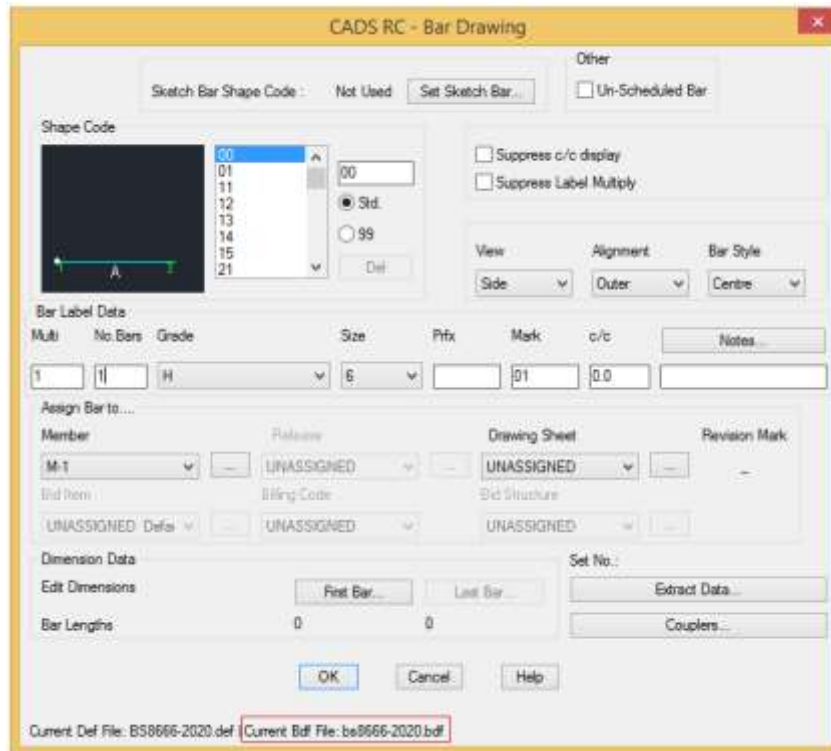 CADS RC - Bar Drawing
Other
Sketch Bar Shape Code : Not Used Set Sketch Bar... Un-Scheduled Bar
Shape Code
00
01
11
12
13
14
15
21
00
Std.
99
Del
A
Suppress c/c display
Suppress Label Multiply
View Alignment Bar Style
Side Outer Centre
Bar Label Data
Multi No.Bars Grade Size Prfx Mark c/c Notes...
1 1 H 6 01 0.0
Assign Bar to....
Member Release Drawing Sheet Revision Mark
M-1 ... UNASSIGNED ... UNASSIGNED ... _
Bid Item Billing Code Bid Structure
UNASSIGNED Defau ... UNASSIGNED UNASSIGNED ...
Dimension Data Set No.:
Edit Dimensions First Bar... Last Bar... Extract Data...
Bar Lengths 0 0 Couplers...
OK Cancel Help
Current Def File: BS8666-2020.def | Current Bdf File: bs8666-2020.bdf